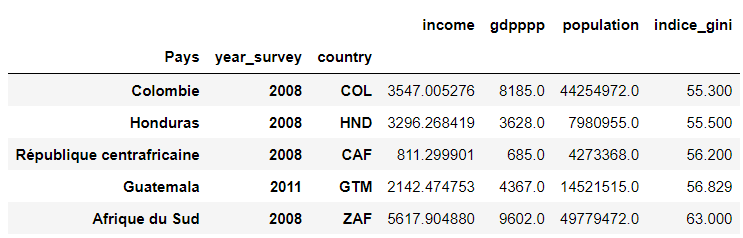 income gdpppp population indice_gini
Pays year_survey country
Colombie 2008 COL 3547.005276 8185.0 44254972.0 55.300
Honduras 2008 HND 3296.268419 3628.0 7980955.0 55.500
République centrafricaine 2008 CAF 811.299901 685.0 4273368.0 56.200
Guatemala 2011 GTM 2142.474753 4367.0 14521515.0 56.829
Afrique du Sud 2008 ZAF 5617.904880 9602.0 49779472.0 63.000